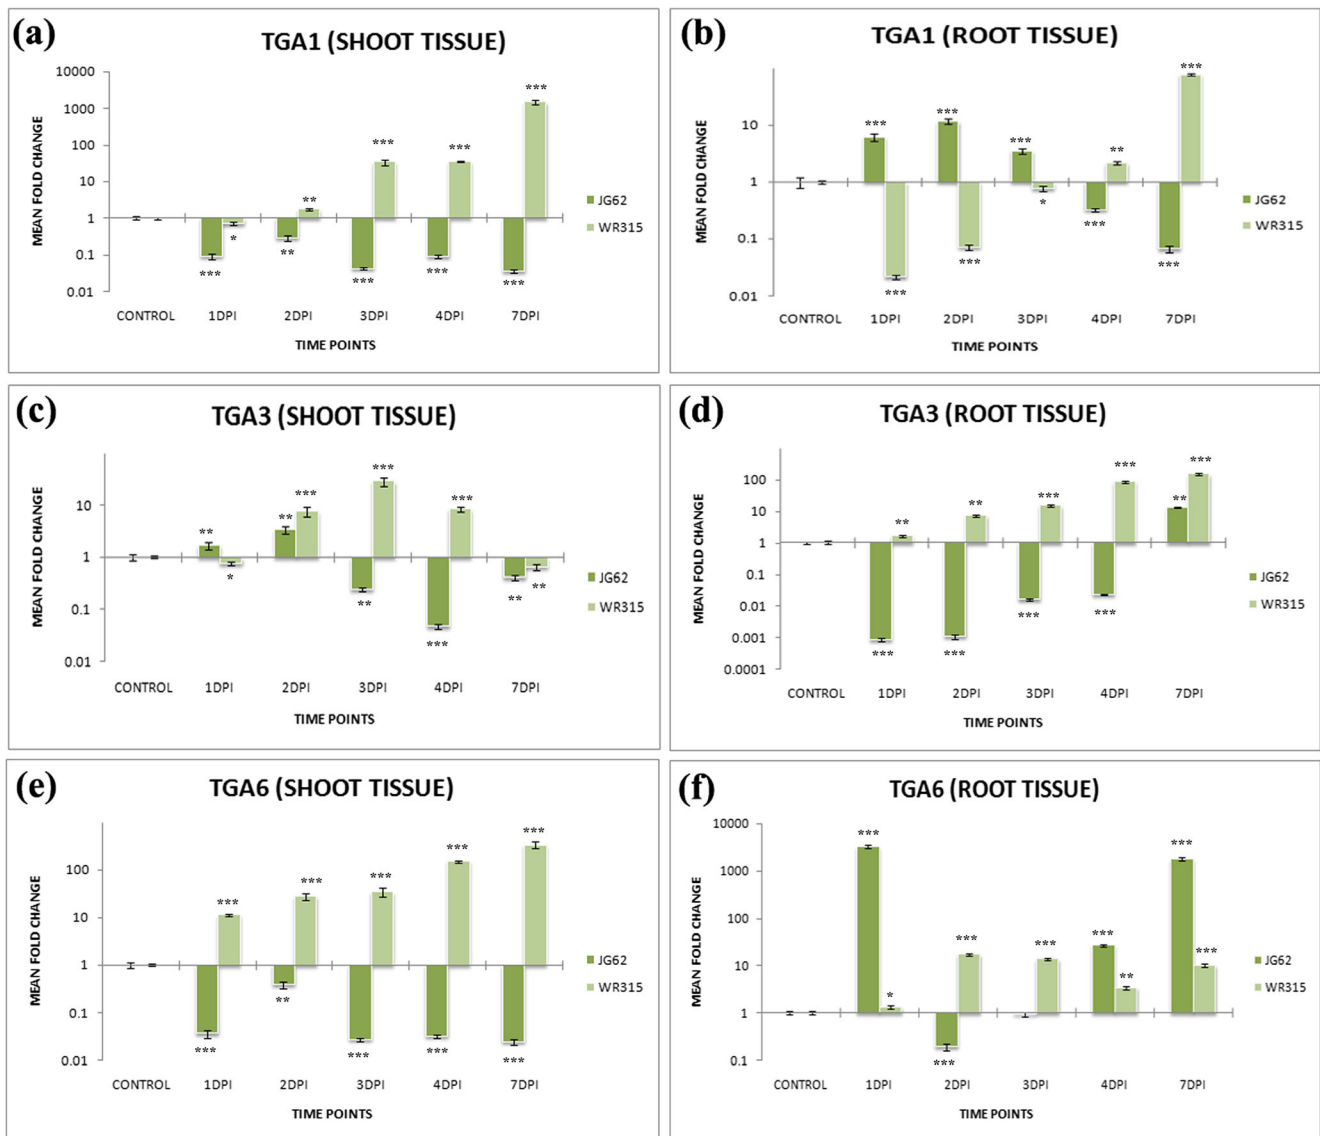 (a)
TGA1 (SHOOT TISSUE)
MEAN FOLD CHANGE
10000
1000
100
10
1
0.1
0.01
***
**
***
***
*
***
**
***
***
***
CONTROL 1DPI 2DPI 3DPI 4DPI 7DPI
TIME POINTS
JG62
WR315
(b)
TGA1 (ROOT TISSUE)
MEAN FOLD CHANGE
10
1
0.1
0.01
***
***
***
***
**
*
***
***
***
***
CONTROL 1DPI 2DPI 3DPI 4DPI 7DPI
TIME POINTS
JG62
WR315
(c)
TGA3 (SHOOT TISSUE)
MEAN FOLD CHANGE
10
1
0.1
0.01
***
***
***
**
**
*
**
***
**
**
CONTROL 1DPI 2DPI 3DPI 4DPI 7DPI
TIME POINTS
JG62
WR315
(d)
TGA3 (ROOT TISSUE)
MEAN FOLD CHANGE
100
10
1
0.1
0.01
0.001
0.0001
***
***
***
**
**
**
***
***
***
***
CONTROL 1DPI 2DPI 3DPI 4DPI 7DPI
TIME POINTS
JG62
WR315
(e)
TGA6 (SHOOT TISSUE)
MEAN FOLD CHANGE
100
10
1
0.1
0.01
***
***
***
***
***
***
**
***
***
***
CONTROL 1DPI 2DPI 3DPI 4DPI 7DPI
TIME POINTS
JG62
WR315
(f)
TGA6 (ROOT TISSUE)
MEAN FOLD CHANGE
10000
1000
100
10
1
0.1
***
***
***
***
***
***
**
*
***
CONTROL 1DPI 2DPI 3DPI 4DPI 7DPI
TIME POINTS
JG62
WR315